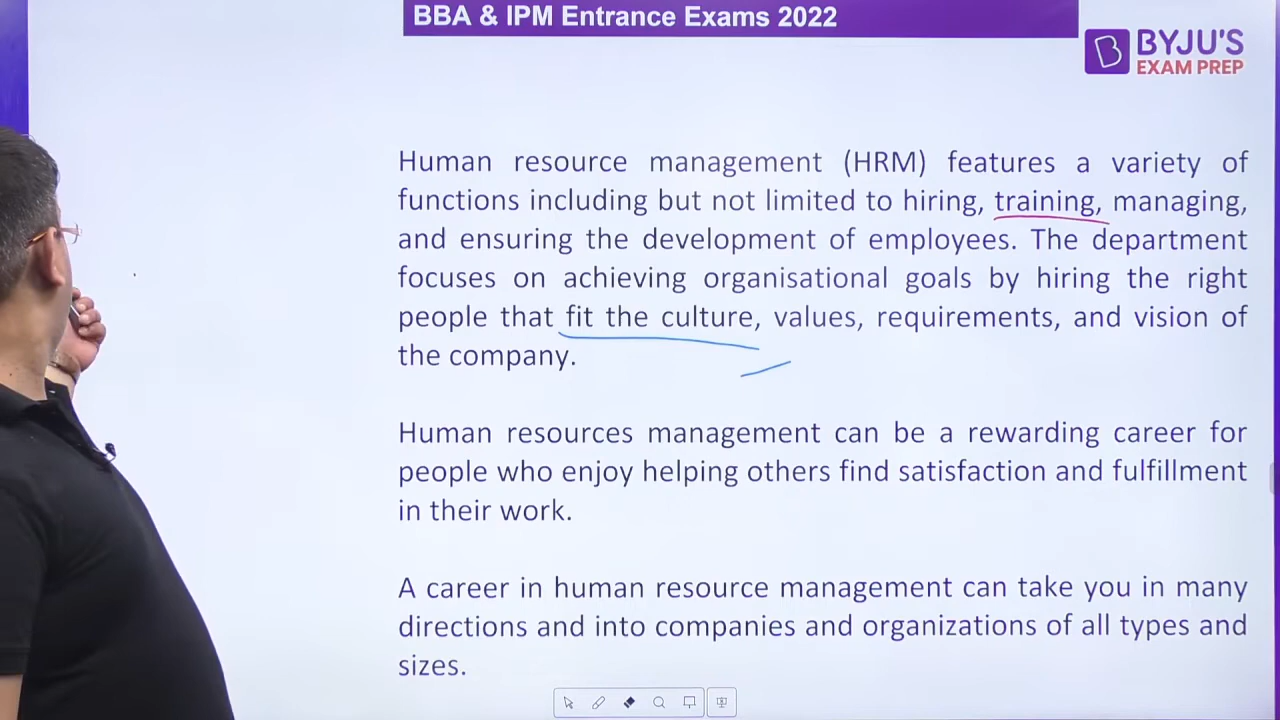 BBA & IPM Entrance Exams 2022
BYJU'S
EXAM PREP
Human resource management (HRM) features a variety of
functions including but not limited to hiring, training, managing,
and ensuring the development of employees. The department
focuses on achieving organisational goals by hiring the right
people that fit the culture, values, requirements, and vision of
the company.
Human resources management can be a rewarding career for
people who enjoy helping others find satisfaction and fulfillment
in their work.
A career in human resource management can take you in many
directions and into companies and organizations of all types and
sizes.